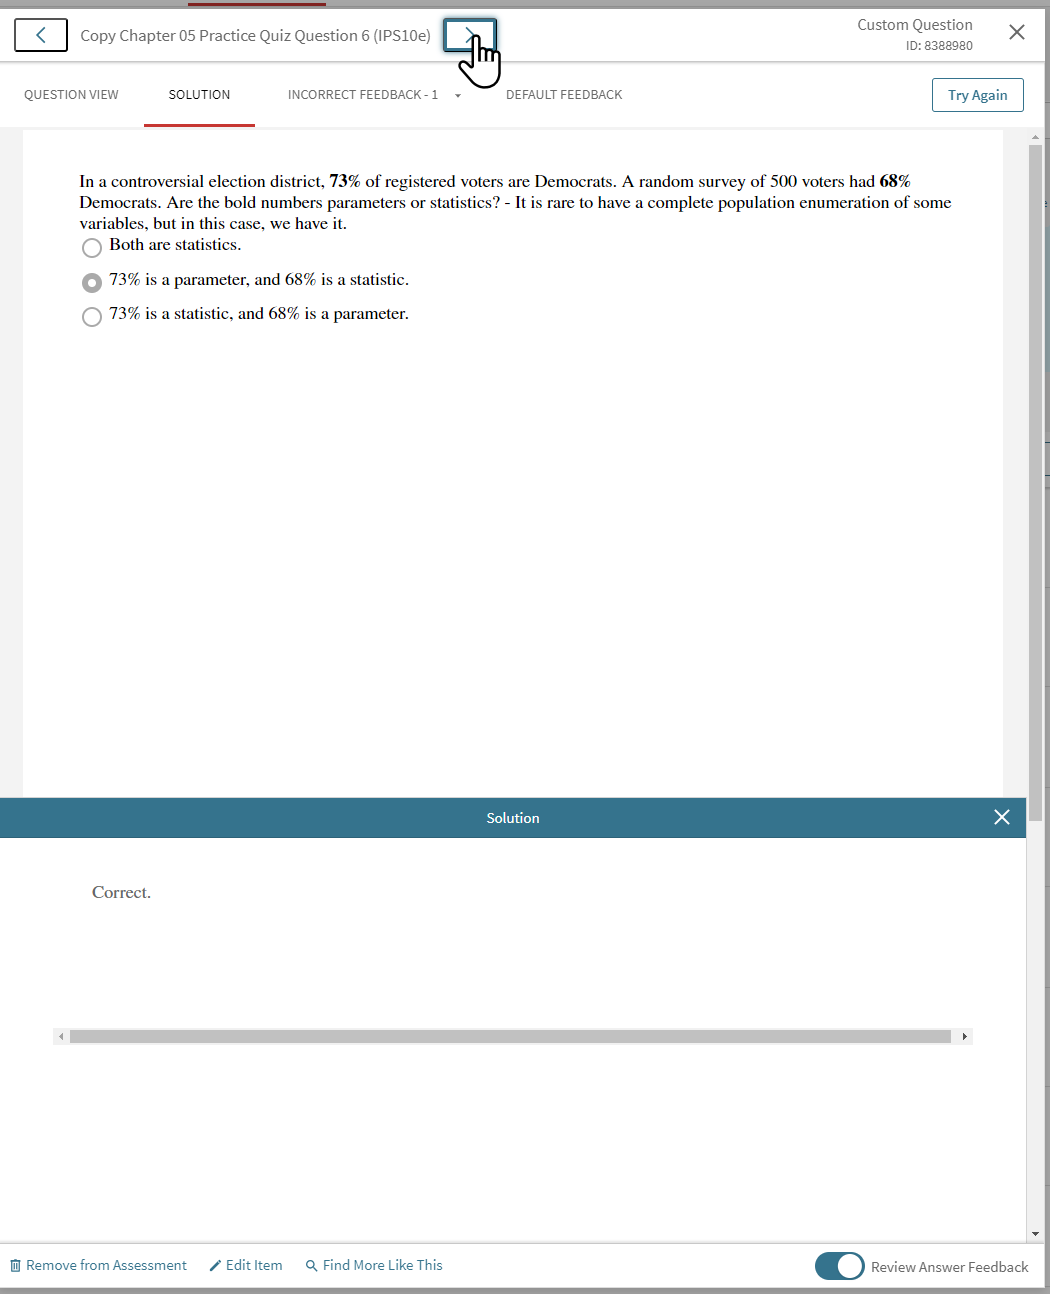 Copy Chapter 05 Practice Quiz Question 6 (IPS10e)
Custom Question
ID: 8388980
QUESTION VIEW
SOLUTION
INCORRECT FEEDBACK - 1
DEFAULT FEEDBACK
Try Again
In a controversial election district, 73% of registered voters are Democrats. A random survey of 500 voters had 68%
Democrats. Are the bold numbers parameters or statistics? - It is rare to have a complete population enumeration of some
variables, but in this case, we have it.
Both are statistics.
73% is a parameter, and 68% is a statistic.
73% is a statistic, and 68% is a parameter.
Solution
Correct.
Remove from Assessment
Edit Item
Find More Like This
Review Answer Feedback